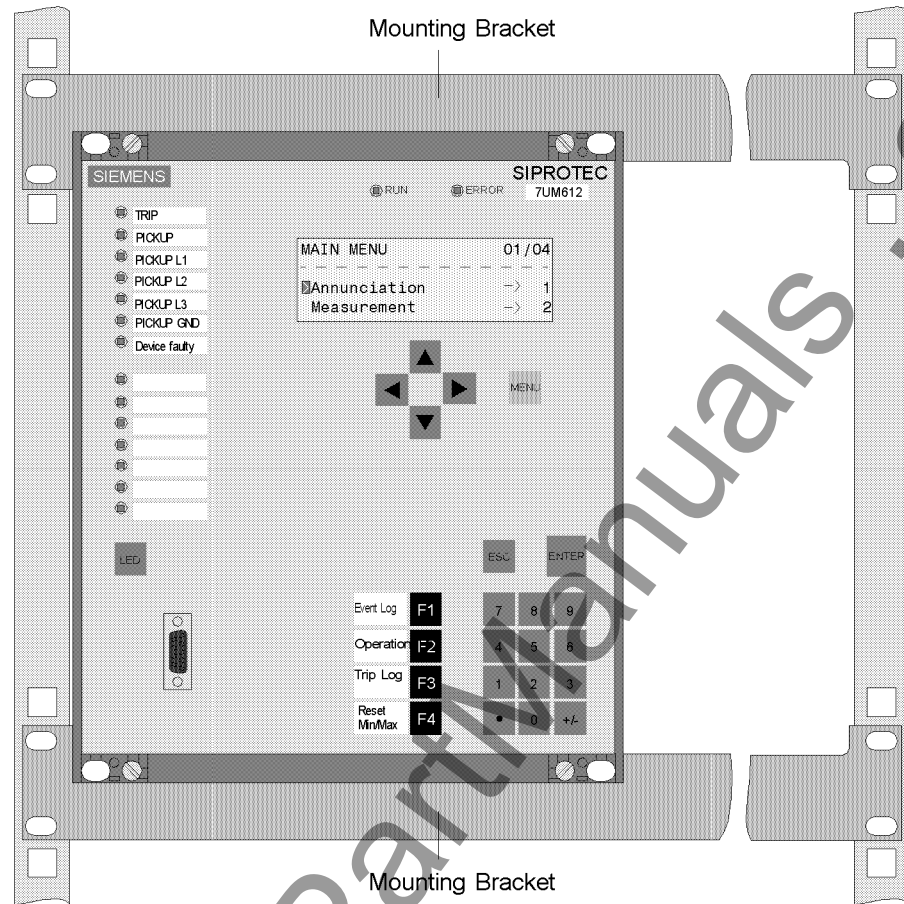 Mounting Bracket
SIEMENS
SIPROTEC
RUN
ERROR
7UM612
TRIP
PICKUP
PICKUP L1
PICKUP L2
PICKUP L3
PICKUP GND
Device faulty
MAIN MENU 01/04
Annunciation –> 1
Measurement –> 2
MENU
LED
ESC
ENTER
Event Log F1
7 8 9
Operation F2
4 5 6
Trip Log F3
1 2 3
Reset
Min/Max F4
• 0 +/-
Mounting Bracket
PartManuals